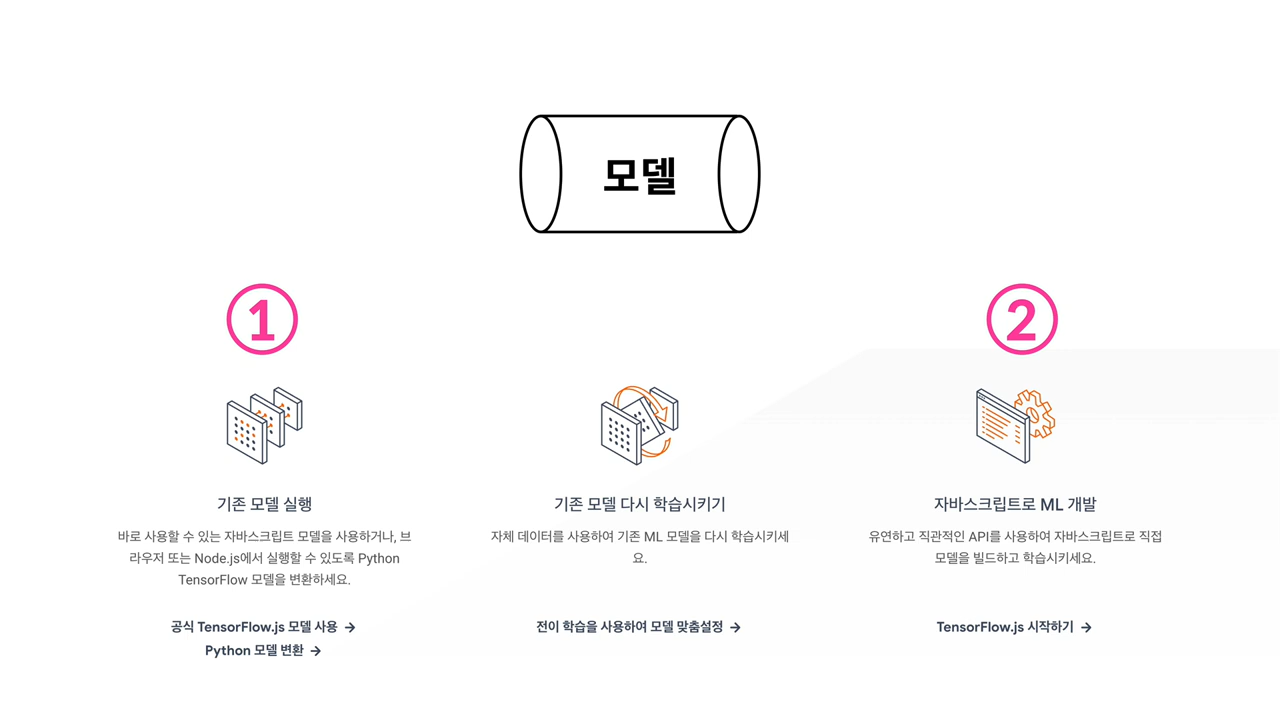 모델
1
2
기존 모델 실행
바로 사용할 수 있는 자바스크립트 모델을 사용하거나, 브
라우저 또는 Node.js에서 실행할 수 있도록 Python
TensorFlow 모델을 변환하세요.
공식 TensorFlow.js 모델 사용 →
Python 모델 변환 →
기존 모델 다시 학습시키기
자체 데이터를 사용하여 기존 ML 모델을 다시 학습시키세
요.
전이 학습을 사용하여 모델 맞춤설정 →
자바스크립트로 ML 개발
유연하고 직관적인 API를 사용하여 자바스크립트로 직접
모델을 빌드하고 학습시키세요.
TensorFlow.js 시작하기 →